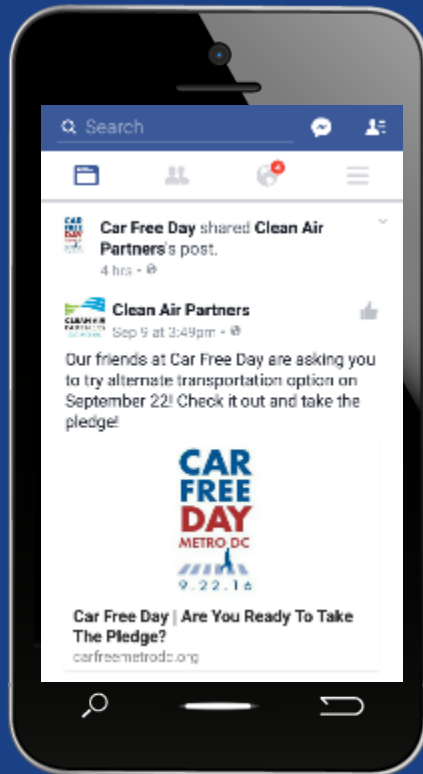 Search
4
Car Free Day shared Clean Air
Partners's post.
4 hrs •
Clean Air Partners
Sep 9 at 3:49pm •
Our friends at Car Free Day are asking you
to try alternate transportation option on
September 22! Check it out and take the
pledge!
CAR
FREE
DAY
METRO DC
9.22.16
Car Free Day | Are You Ready To Take
The Pledge?
carfreemetrodc.org